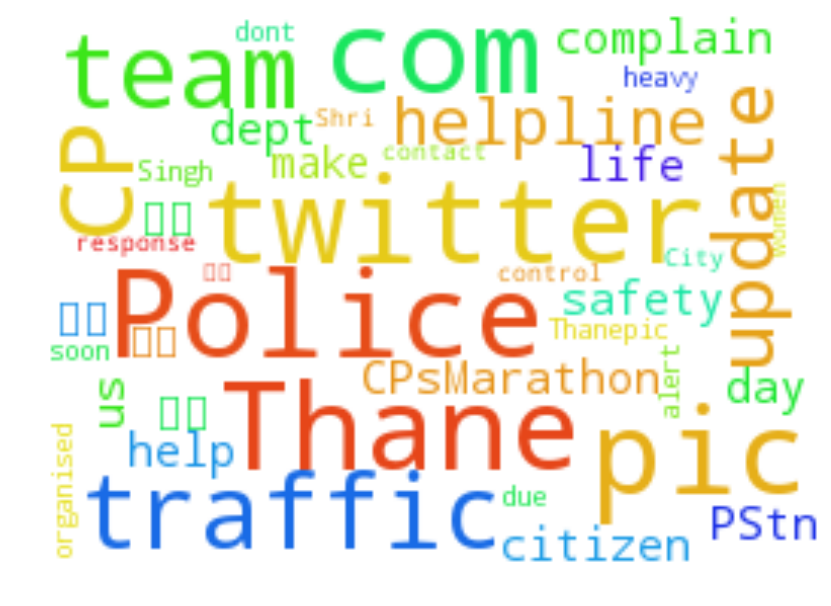 dont
team
com
complain
heavy
CP
dept
Shri
helpline
update
Singh
make
contact
life
twitter
women
response
City
Police
control
safety
Thanepic
soon
us
Thane
CPsMarathon
alert
day
help
pic
organised
traffic
due
citizen
PStn